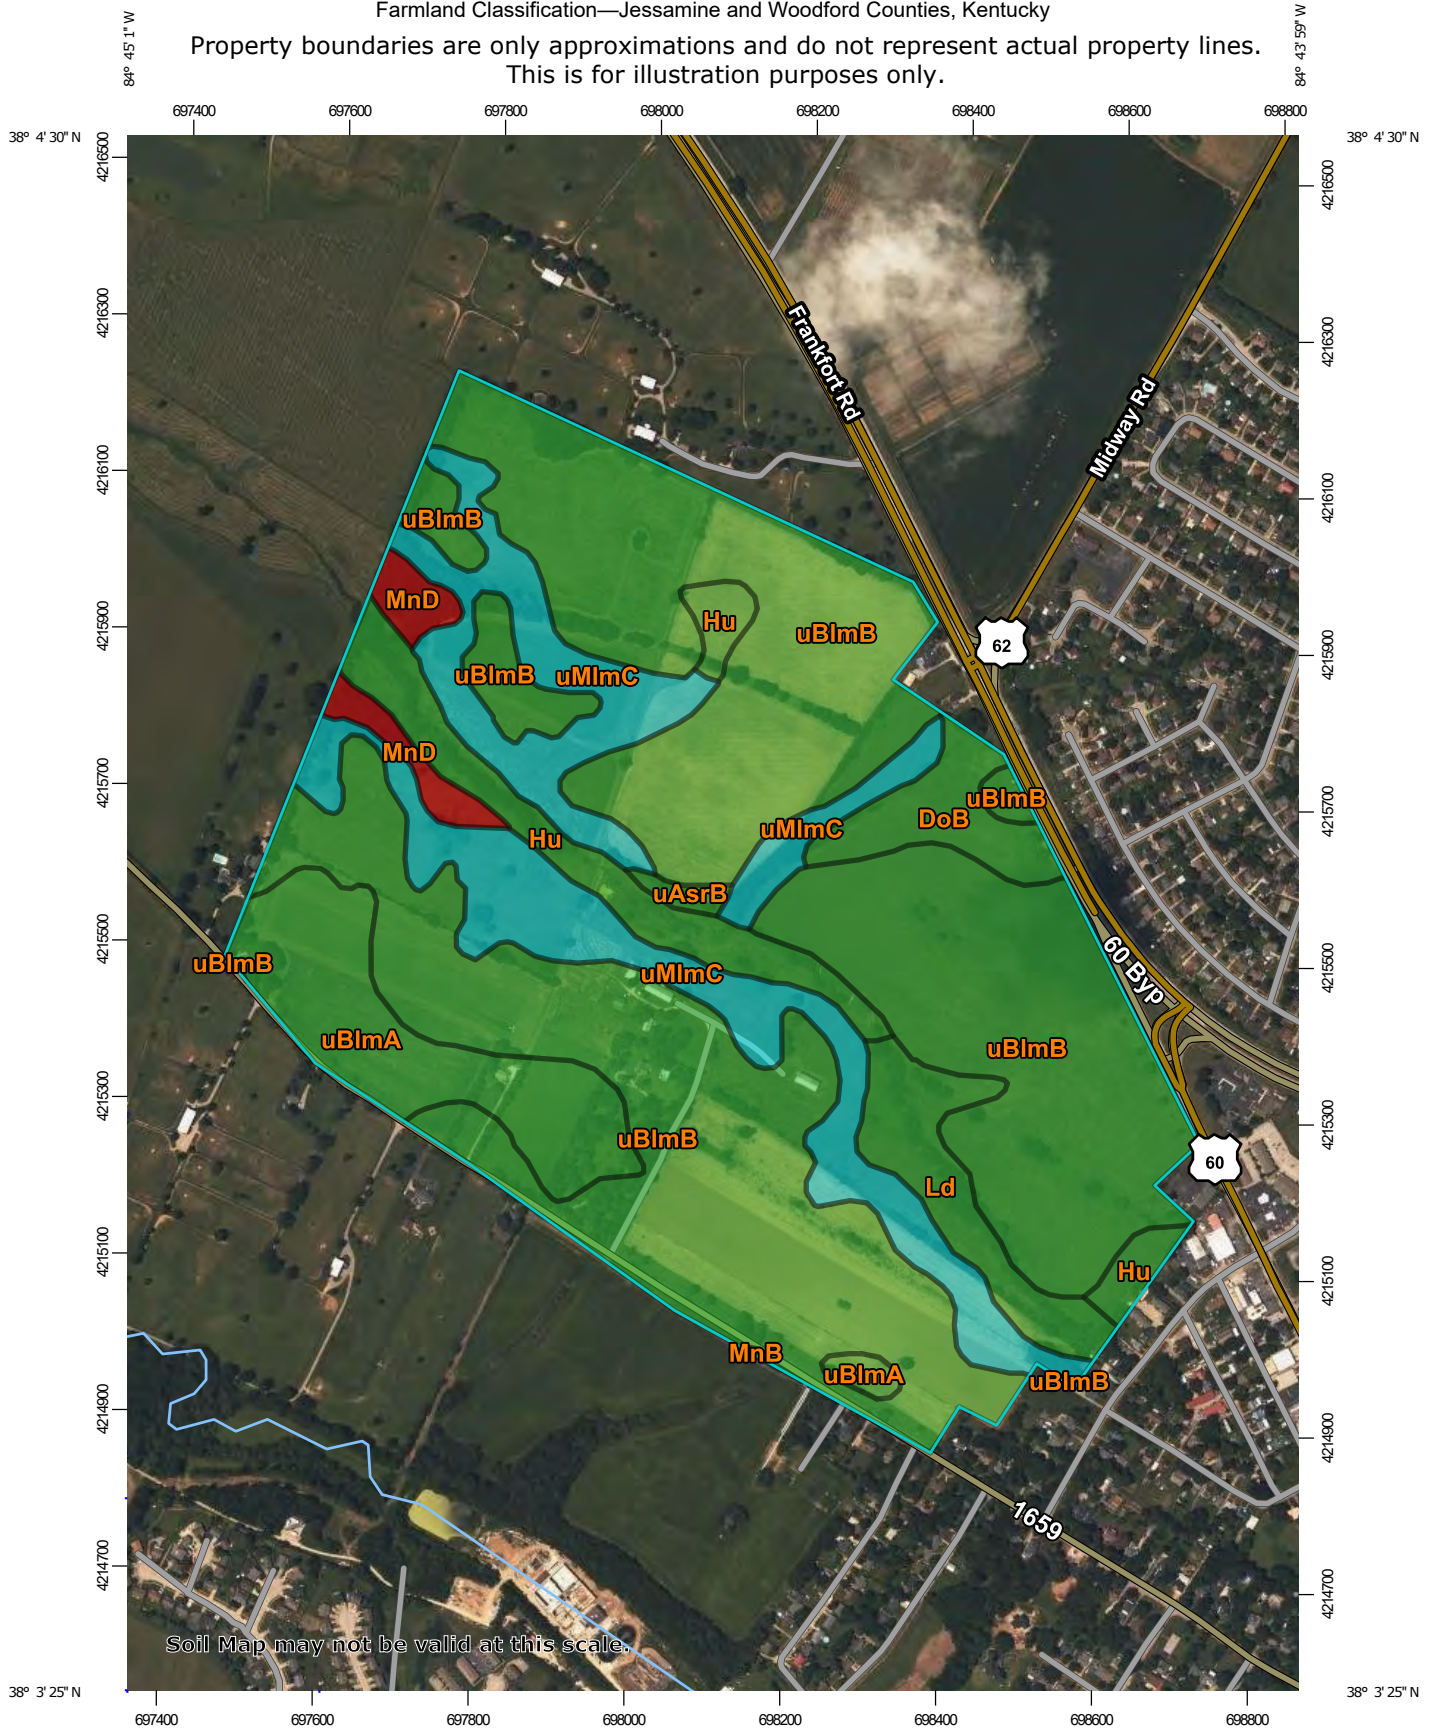 Farmland Classification—Jessamine and Woodford Counties, Kentucky
Property boundaries are only approximations and do not represent actual property lines.
This is for illustration purposes only.
84° 45' 1" W
84° 43' 59" W
697400 697600 697800 698000 698200 698400 698600 698800
38° 4' 30" N
38° 4' 30" N
4216500
4216500
4216300
4216300
Frankfort Rd
Midway Rd
4216100
4216100
uBlmB
MnD
4215900
4215900
Hu
uBlmB
62
uBlmB
uMlmC
MnD
4215700
4215700
uBlmB
DoB
uMlmC
Hu
uAsrB
4215500
4215500
uBlmB
uMlmC
60 Byp
uBlmA
uBlmB
4215300
4215300
uBlmB
60
Ld
4215100
4215100
Hu
MnB
uBlmA
uBlmB
4214900
4214900
1659
4214700
4214700
Soil Map may not be valid at this scale.
38° 3' 25" N
38° 3' 25" N
697400 697600 697800 698000 698200 698400 698600 698800